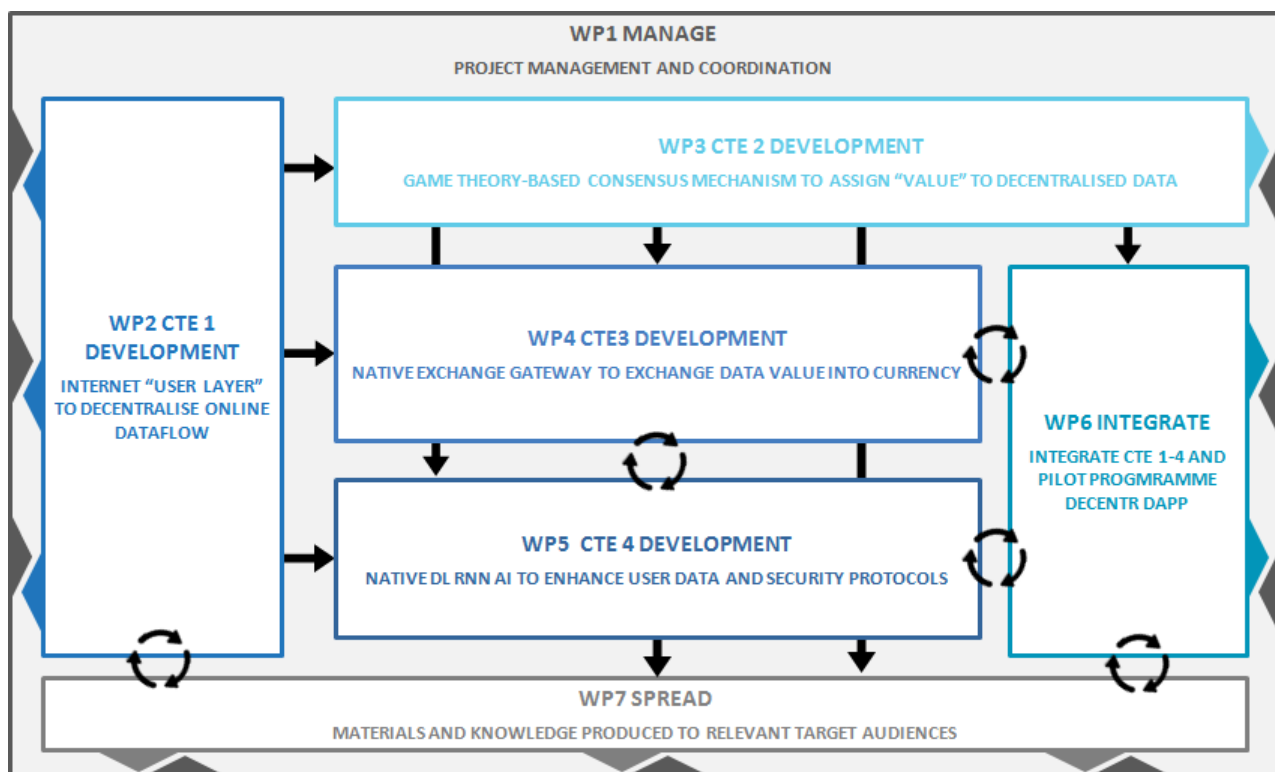 WP1 MANAGE
PROJECT MANAGEMENT AND COORDINATION
WP3 CTE 2 DEVELOPMENT
GAME THEORY-BASED CONSENSUS MECHANISM TO ASSIGN “VALUE” TO DECENTRALISED DATA
WP2 CTE 1
DEVELOPMENT
INTERNET “USER LAYER”
TO DECENTRALISE ONLINE
DATAFLOW
WP4 CTE3 DEVELOPMENT
NATIVE EXCHANGE GATEWAY TO EXCHANGE DATA VALUE INTO CURRENCY
WP6 INTEGRATE
INTEGRATE CTE 1-4 AND
PILOT PROGMRAMME
DECENTR DAPP
WP5 CTE 4 DEVELOPMENT
NATIVE DL RNN AI TO ENHANCE USER DATA AND SECURITY PROTOCOLS
WP7 SPREAD
MATERIALS AND KNOWLEDGE PRODUCED TO RELEVANT TARGET AUDIENCES